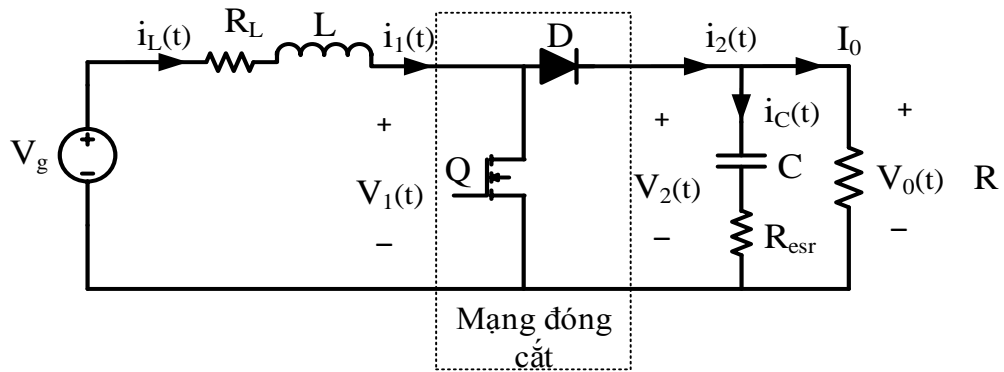 i_L(t)
R_L
L
i_1(t)
D
i_2(t)
I_0
V_g
+
−
+
V_1(t)
−
Q
+
V_2(t)
−
i_C(t)
C
R_esr
+
V_0(t)
−
R
Mạng đóng
cắt